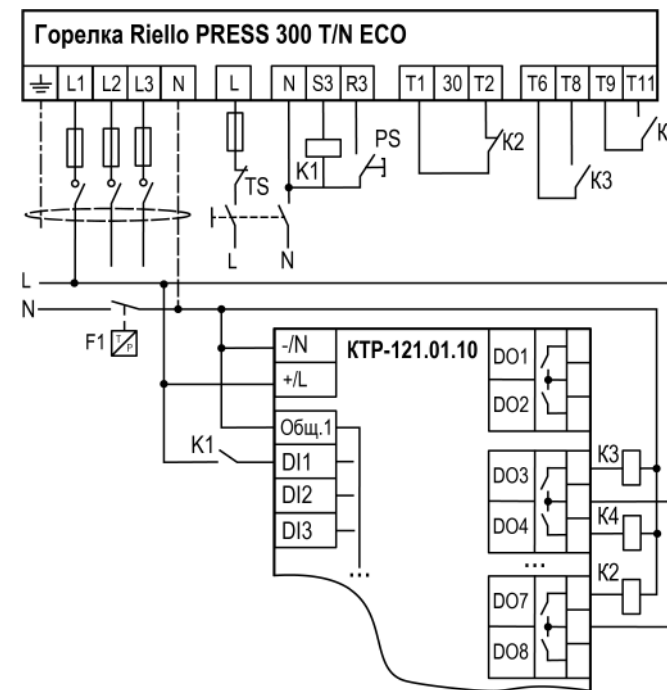 Горелка Riello PRESS 300 T/N ECO
L1 L2 L3 N L N S3 R3 T1 30 T2 T6 T8 T9 T11
PS
K2
K
K1
TS
K3
L N
L
N
F1
T/P
-/N
КТР-121.01.10
DO1
+/L
DO2
Общ.1
K1
DI1
K3
DI2
DO3
DI3
DO4
K4
...
...
K2
DO7
DO8